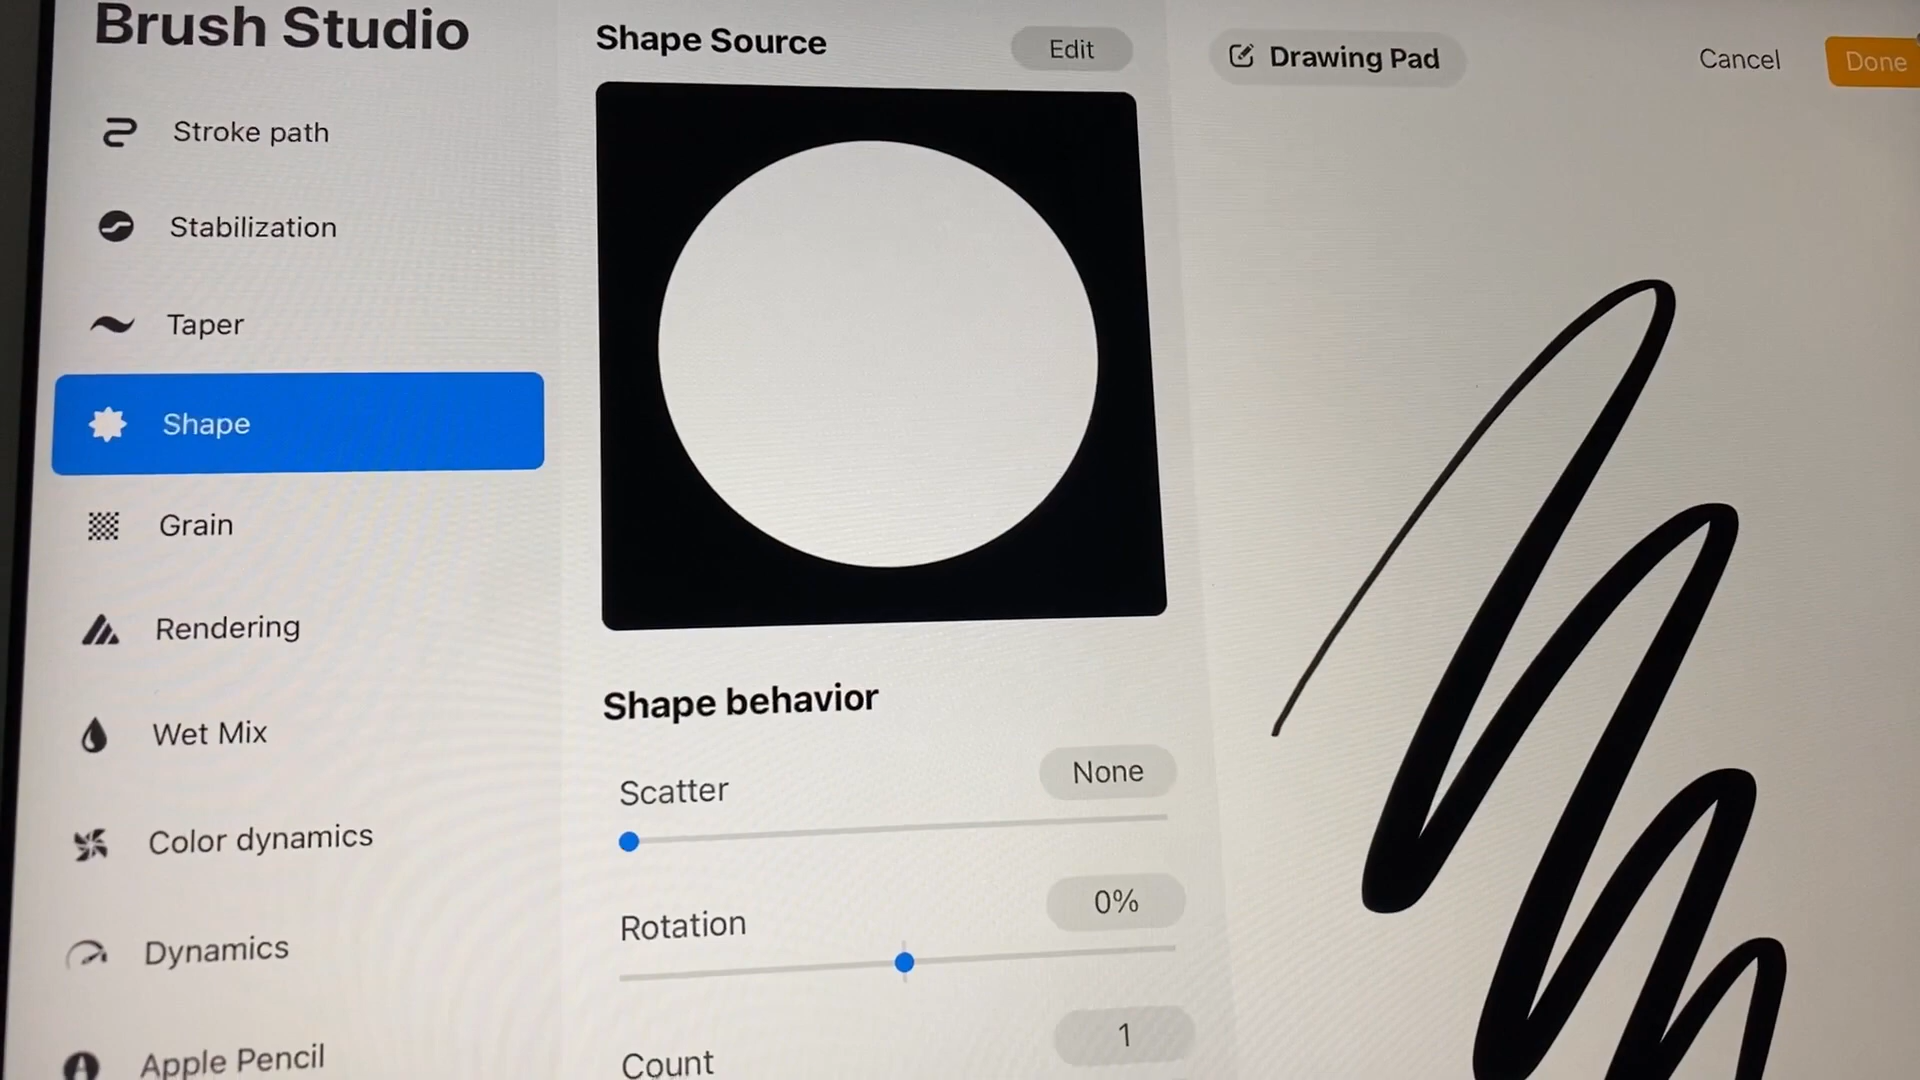 Brush Studio
Stroke path
Stabilization
Taper
Shape
Grain
Rendering
Wet Mix
Color dynamics
Dynamics
Apple Pencil
Shape Source
Edit
Shape behavior
Scatter
None
Rotation
0%
Count
1
Drawing Pad
Cancel
Done